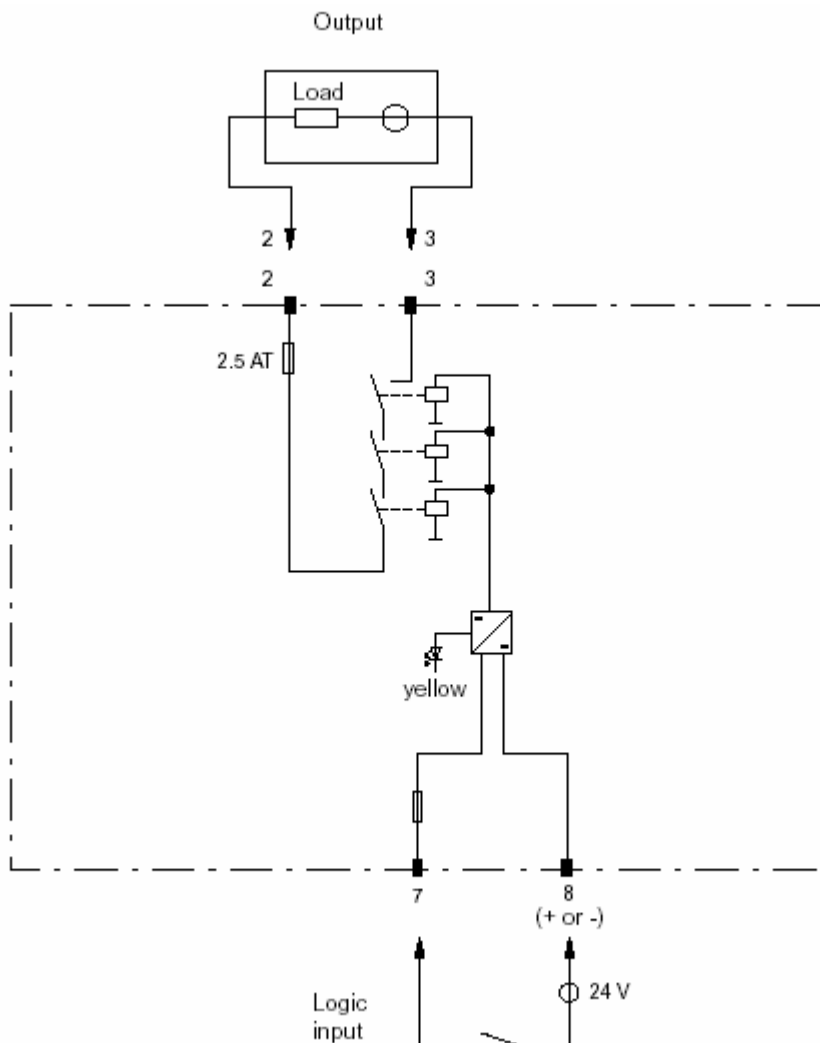 Output
Load
2 3
2 3
2.5 AT
yellow
7 8
(+ or -)
24 V
Logic
input